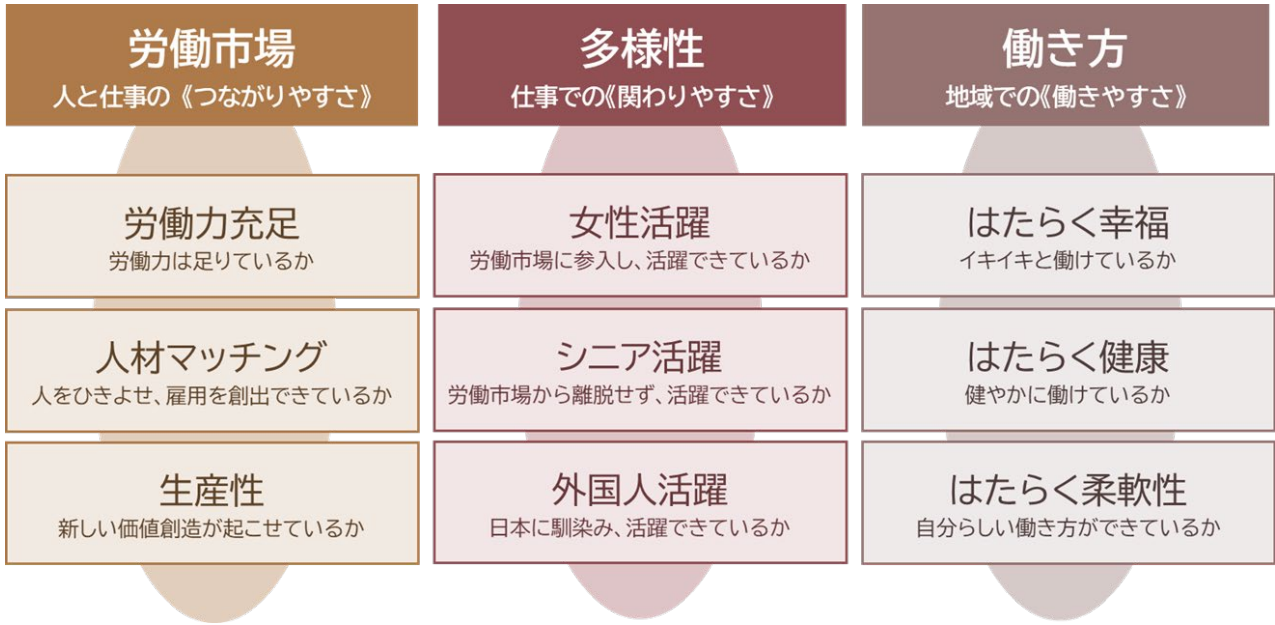 労働市場
人と仕事の《つながりやすさ》
労働力充足
労働力は足りているか
人材マッチング
人をひきよせ、雇用を創出できているか
生産性
新しい価値創造が起こせているか
多様性
仕事での《関わりやすさ》
女性活躍
労働市場に参入し、活躍できているか
シニア活躍
労働市場から離脱せず、活躍できているか
外国人活躍
日本に馴染み、活躍できているか
働き方
地域での《働きやすさ》
はたらく幸福
イキイキと働けているか
はたらく健康
健やかに働けているか
はたらく柔軟性
自分らしい働き方ができているか